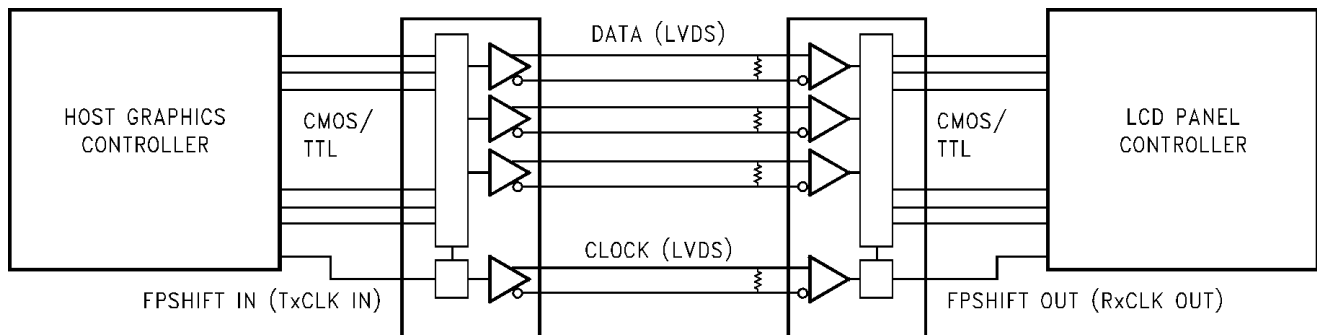 DATA (LVDS)
HOST GRAPHICS
CONTROLLER
CMOS/
TTL
CMOS/
TTL
LCD PANEL
CONTROLLER
CLOCK (LVDS)
FPSHIFT IN (TxCLK IN)
FPSHIFT OUT (RxCLK OUT)